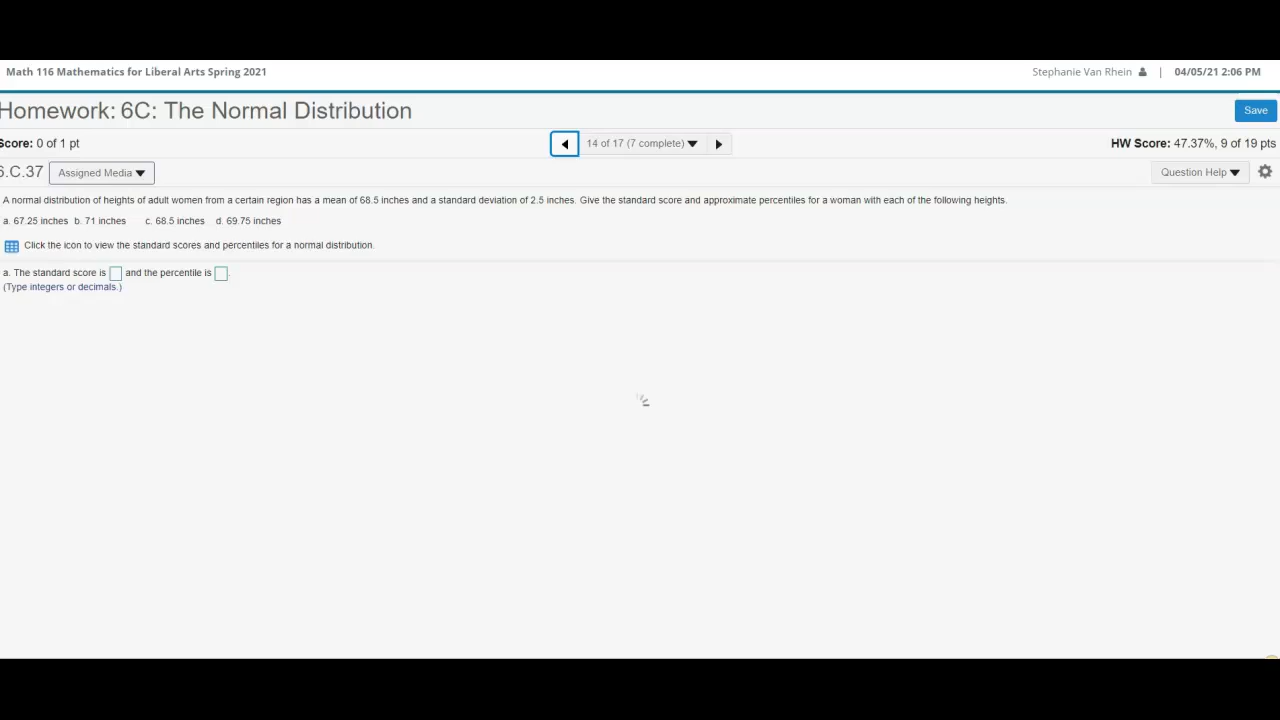 Math 116 Mathematics for Liberal Arts Spring 2021
Stephanie Van Rhein | 04/05/21 2:06 PM
Homework: 6C: The Normal Distribution
Save
Score: 0 of 1 pt
14 of 17 (7 complete)
HW Score: 47.37%, 9 of 19 pts
6.C.37
Assigned Media
Question Help
A normal distribution of heights of adult women from a certain region has a mean of 68.5 inches and a standard deviation of 2.5 inches. Give the standard score and approximate percentiles for a woman with each of the following heights.
a. 67.25 inches b. 71 inches c. 68.5 inches d. 69.75 inches
Click the icon to view the standard scores and percentiles for a normal distribution.
a. The standard score is and the percentile is .
(Type integers or decimals.)